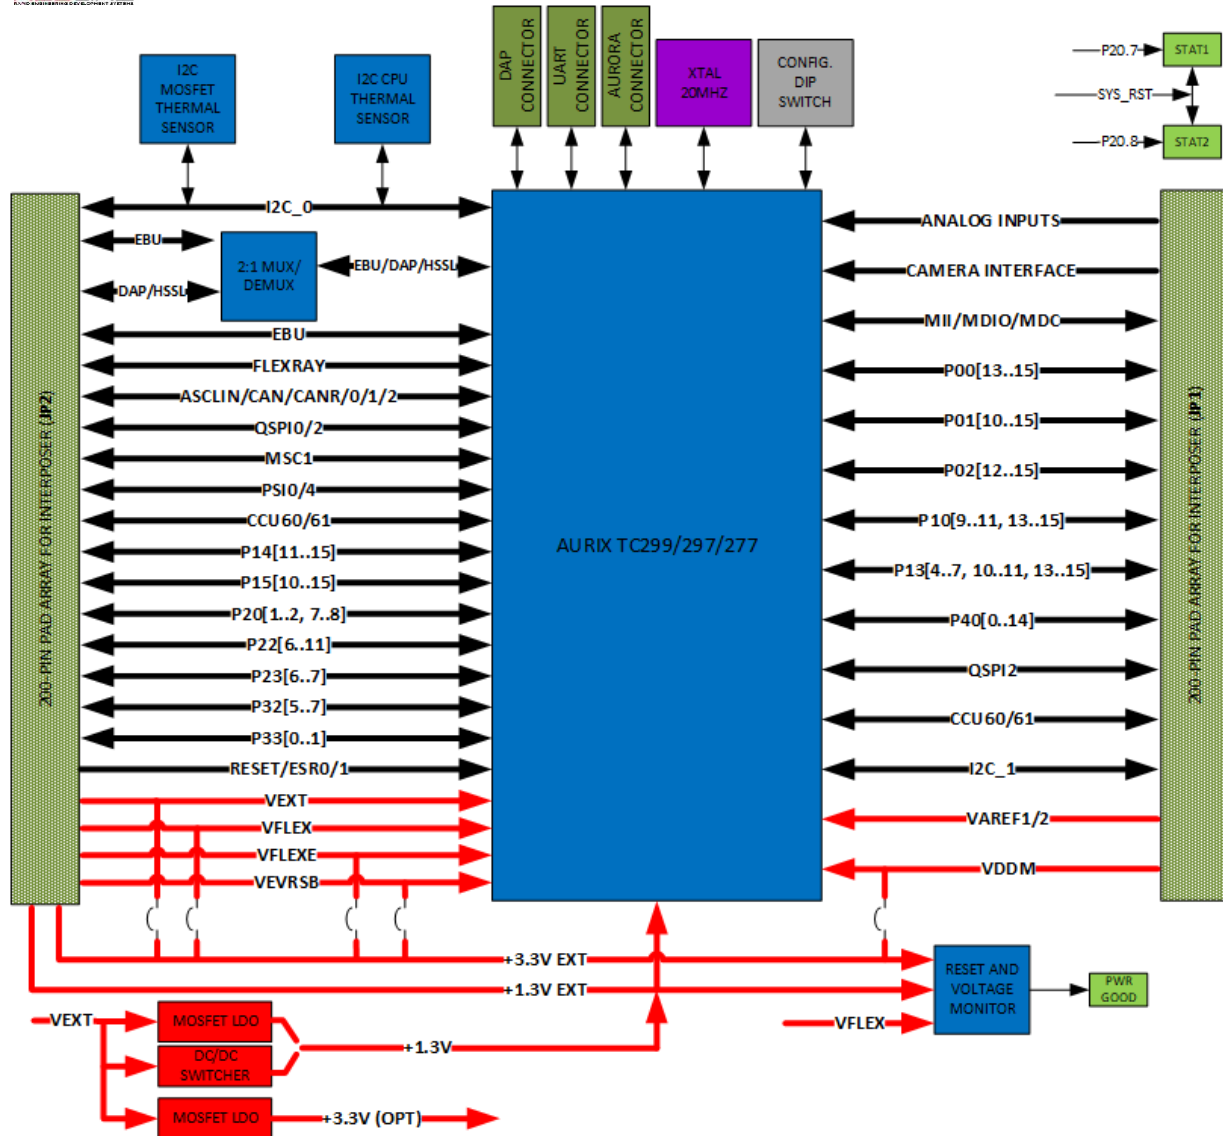 RAPID ENGINEERING DEVELOPMENT SYSTEMS
DAP
CONNECTOR
UART
CONNECTOR
AURORA
CONNECTOR
XTAL
20MHZ
CONFIG.
DIP
SWITCH
P20.7
STAT1
SYS_RST
P20.8
STAT2
I2C
MOSFET
THERMAL
SENSOR
I2C CPU
THERMAL
SENSOR
200-PIN PAD ARRAY FOR INTERPOSER (JP2)
I2C_0
EBU
2:1 MUX/
DEMUX
EBU/DAP/HSSL
DAP/HSSL
EBU
FLEXRAY
ASCLIN/CAN/CANR/0/1/2
QSPI0/2
MSC1
PSI0/4
CCU60/61
P14[11..15]
P15[10..15]
P20[1..2, 7..8]
P22[6..11]
P23[6..7]
P32[5..7]
P33[0..1]
RESET/ESR0/1
VEXT
VFLEX
VFLEXE
VEVRSB
AURIX TC299/297/277
ANALOG INPUTS
CAMERA INTERFACE
MII/MDIO/MDC
P00[13..15]
P01[10..15]
P02[12..15]
P10[9..11, 13..15]
P13[4..7, 10..11, 13..15]
P40[0..14]
QSPI2
CCU60/61
I2C_1
VAREF1/2
VDDM
200-PIN PAD ARRAY FOR INTERPOSER (JP1)
+3.3V EXT
+1.3V EXT
RESET AND
VOLTAGE
MONITOR
PWR
GOOD
VFLEX
VEXT
MOSFET LDO
DC/DC
SWITCHER
+1.3V
MOSFET LDO
+3.3V (OPT)